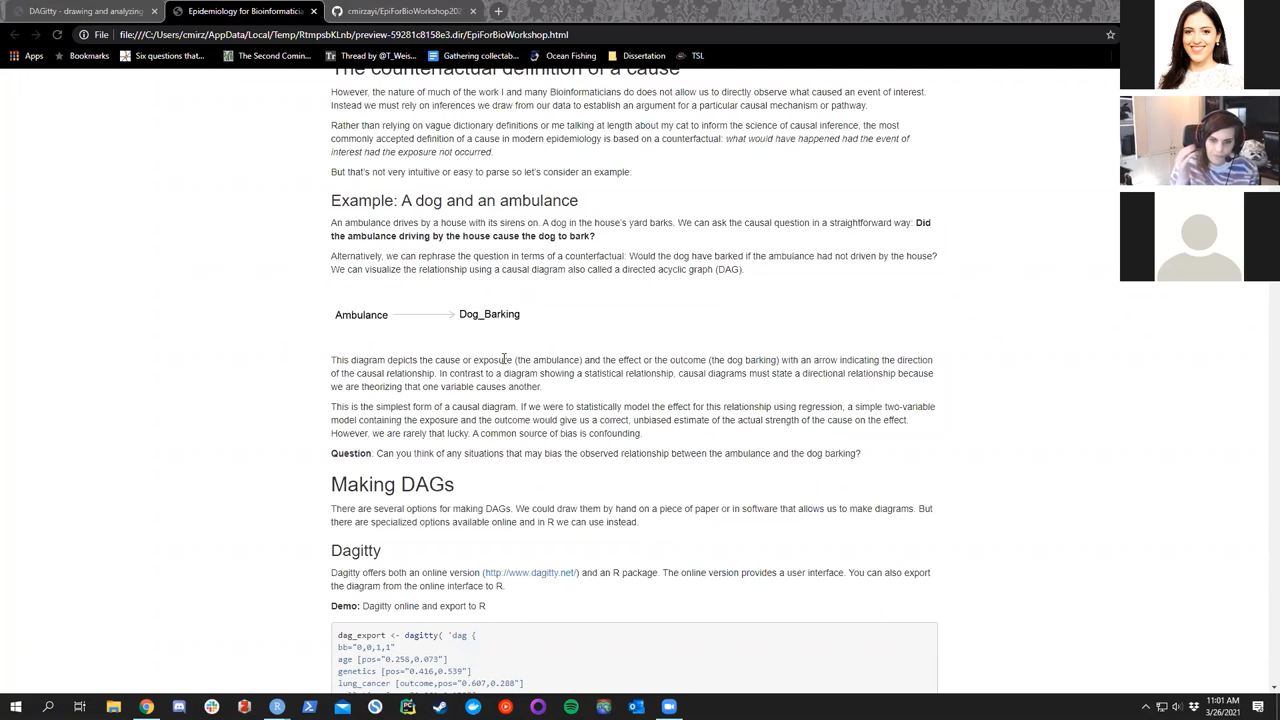 DAGitty - drawing and analyzing
Epidemiology for Bioinformatics
cmirzay/EpiForBioWorkshop202
File | file:///C:/Users/cmirz/AppData/Local/Temp/RtmpsbKLnb/preview-59281c8158e3.dir/EpiForBioWorkshop.html
Apps
Bookmarks
Six questions that...
The Second Comin...
TLnb by @T_Weis...
Gathering collectab...
Ocean Fishing
Dissertation
TSL
The counterfactual definition of a cause
However, the nature of much of the work I and many Bioinformaticians do does not allow us to directly observe what caused an event of interest.
Instead we must rely on inferences we draw from our data to establish an argument for a particular causal mechanism or pathway.
Rather than relying on vague dictionary definitions or me talking at length about my cat to inform the science of causal inference, the most
commonly accepted definition of a cause in modern epidemiology is based on a counterfactual: what would have happened had the event of
interest had the exposure not occurred.
But that's not very intuitive or easy to parse so let's consider an example:
Example: A dog and an ambulance
An ambulance drives by a house with its sirens on. A dog in the house's yard barks. We can ask the causal question in a straightforward way: Did
the ambulance driving by the house cause the dog to bark?
Alternatively, we can rephrase the question in terms of a counterfactual: Would the dog have barked if the ambulance had not driven by the house?
We can visualize the relationship using a causal diagram also called a directed acyclic graph (DAG).
Ambulance
Dog_Barking
This diagram depicts the cause or exposure (the ambulance) and the effect or the outcome (the dog barking) with an arrow indicating the direction
of the causal relationship. In contrast to a diagram showing a statistical relationship, causal diagrams must state a directional relationship because
we are theorizing that one variable causes another.
This is the simplest form of a causal diagram. If we were to statistically model the effect for this relationship using regression, a simple two-variable
model containing the exposure and the outcome would give us a correct, unbiased estimate of the actual strength of the cause on the effect.
However, we are rarely that lucky. A common source of bias is confounding.
Question: Can you think of any situations that may bias the observed relationship between the ambulance and the dog barking?
Making DAGs
There are several options for making DAGs. We could draw them by hand on a piece of paper or in software that allows us to make diagrams. But
there are specialized options available online and in R we can use instead.
Dagitty
Dagitty offers both an online version (http://www.dagitty.net/) and an R package. The online version provides a user interface. You can also export
the diagram from the online interface to R.
Demo: Dagitty online and export to R
dag_export <- dagitty( 'dag {
bb="0,0,1,1"
age [pos="0.258,0.073"]
genetics [pos="0.416,0.539"]
lung_cancer [outcome,pos="0.607,0.288"]
11:01 AM
3/26/2021